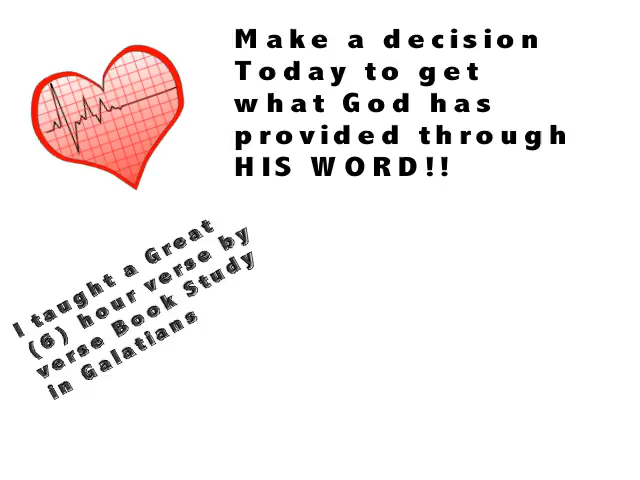 Make a decision
Today to get
what God has
provided through
HIS WORD!!
I taught a Great
(6) hour verse by
verse Book Study
in Galatians